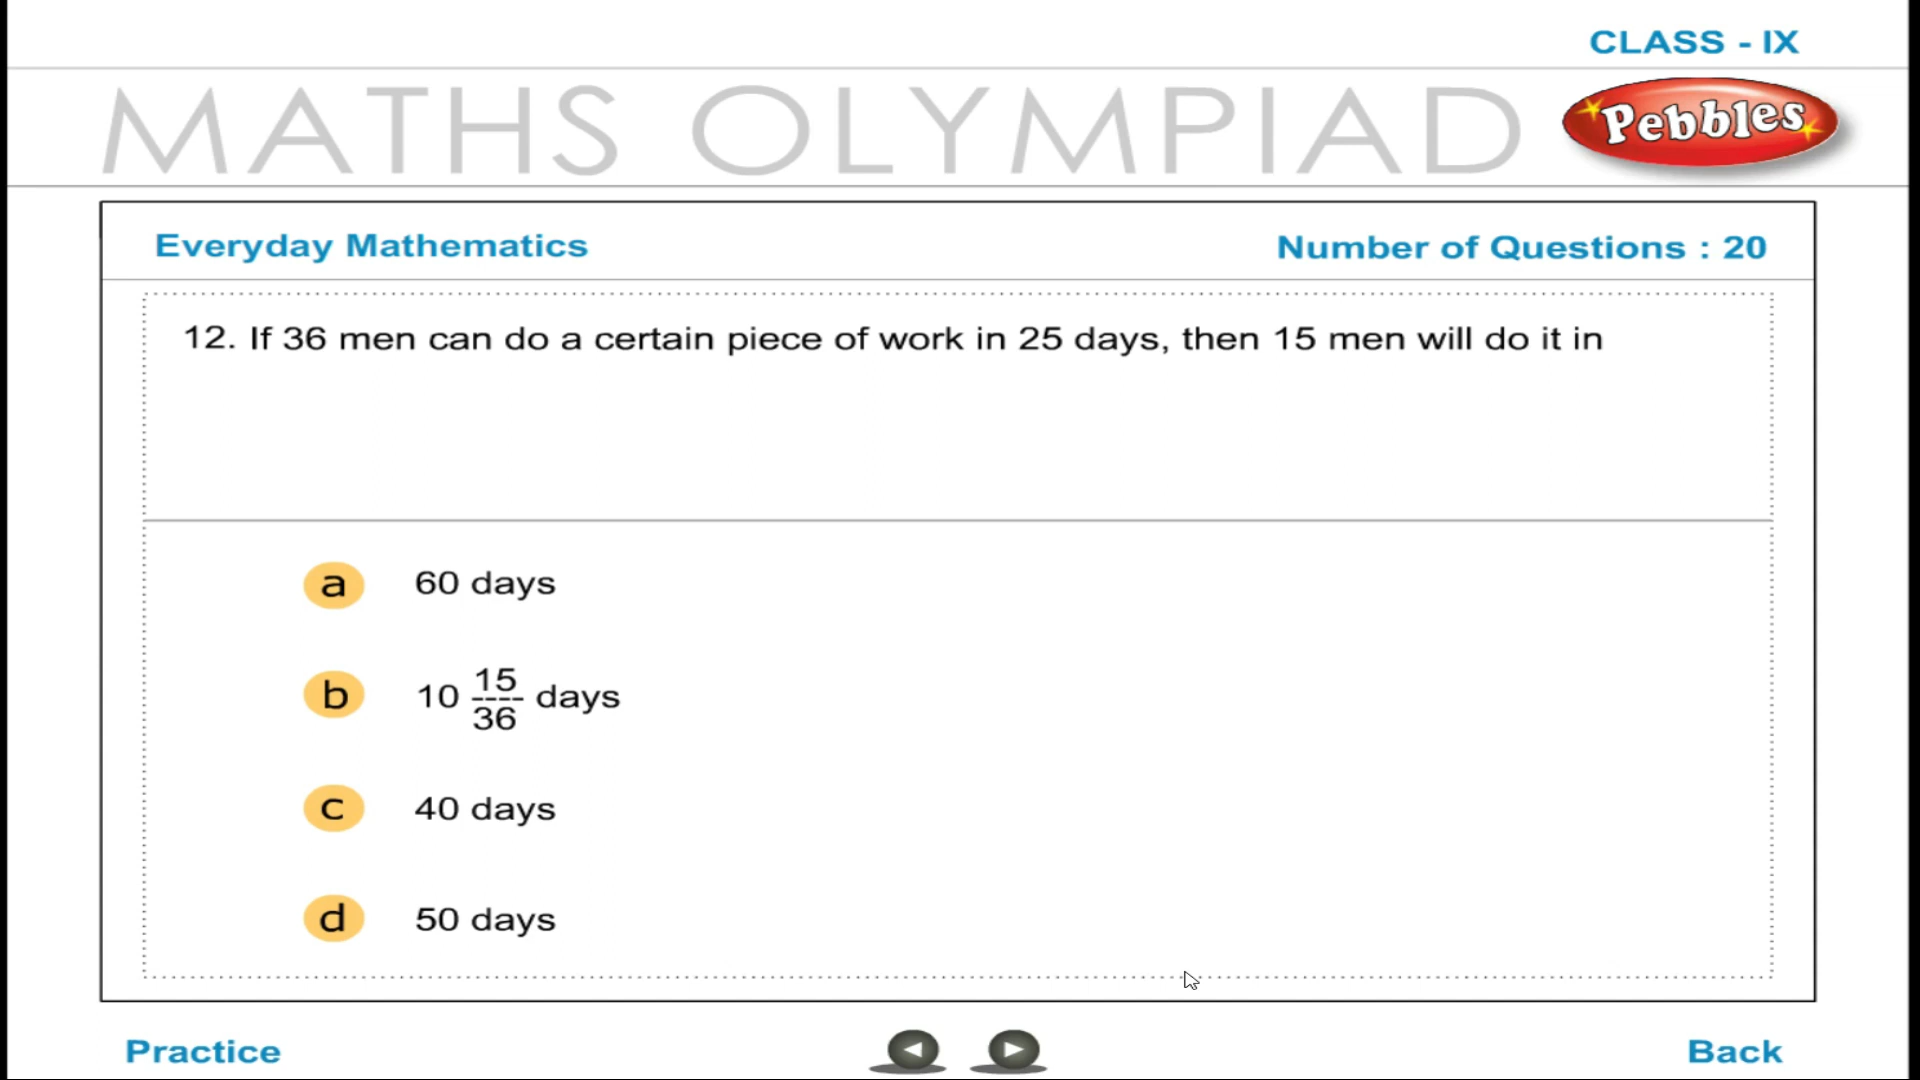 CLASS - IX
MATHS OLYMPIAD
Pebbles
Everyday Mathematics
Number of Questions : 20
12. If 36 men can do a certain piece of work in 25 days, then 15 men will do it in
a 60 days
b 10 15/36 days
c 40 days
d 50 days
Practice
Back